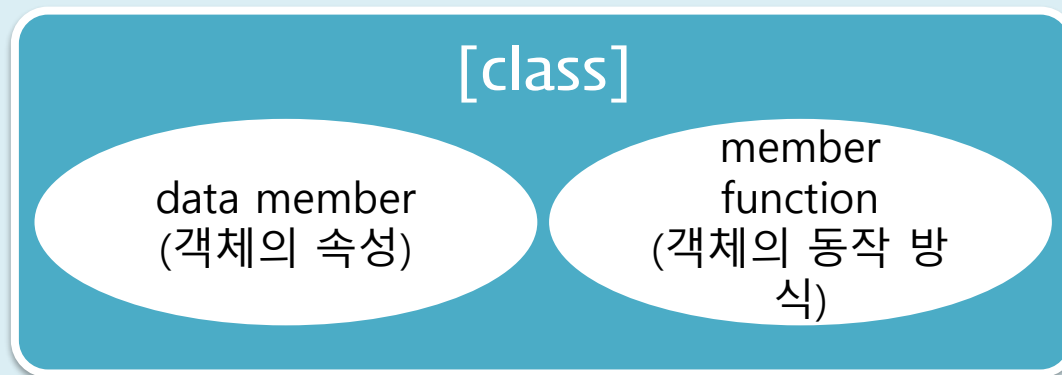 [class]
data member
(객체의 속성)
member
function
(객체의 동작 방
식)